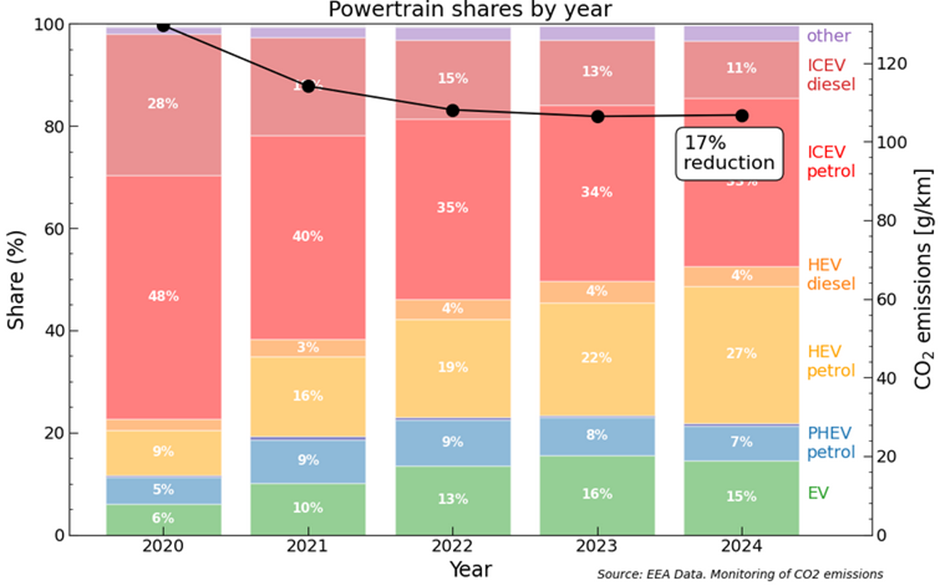 Powertrain shares by year
100
80
60
40
20
0
Share (%)
28%
48%
9%
5%
6%
40%
3%
16%
9%
10%
15%
35%
4%
19%
9%
13%
13%
34%
4%
22%
8%
16%
11%
4%
27%
7%
15%
17%
reduction
other
ICEV
diesel
ICEV
petrol
HEV
diesel
HEV
petrol
PHEV
petrol
EV
120
100
80
60
40
20
0
CO₂ emissions [g/km]
2020
2021
2022
2023
2024
Year
Source: EEA Data. Monitoring of CO2 emissions